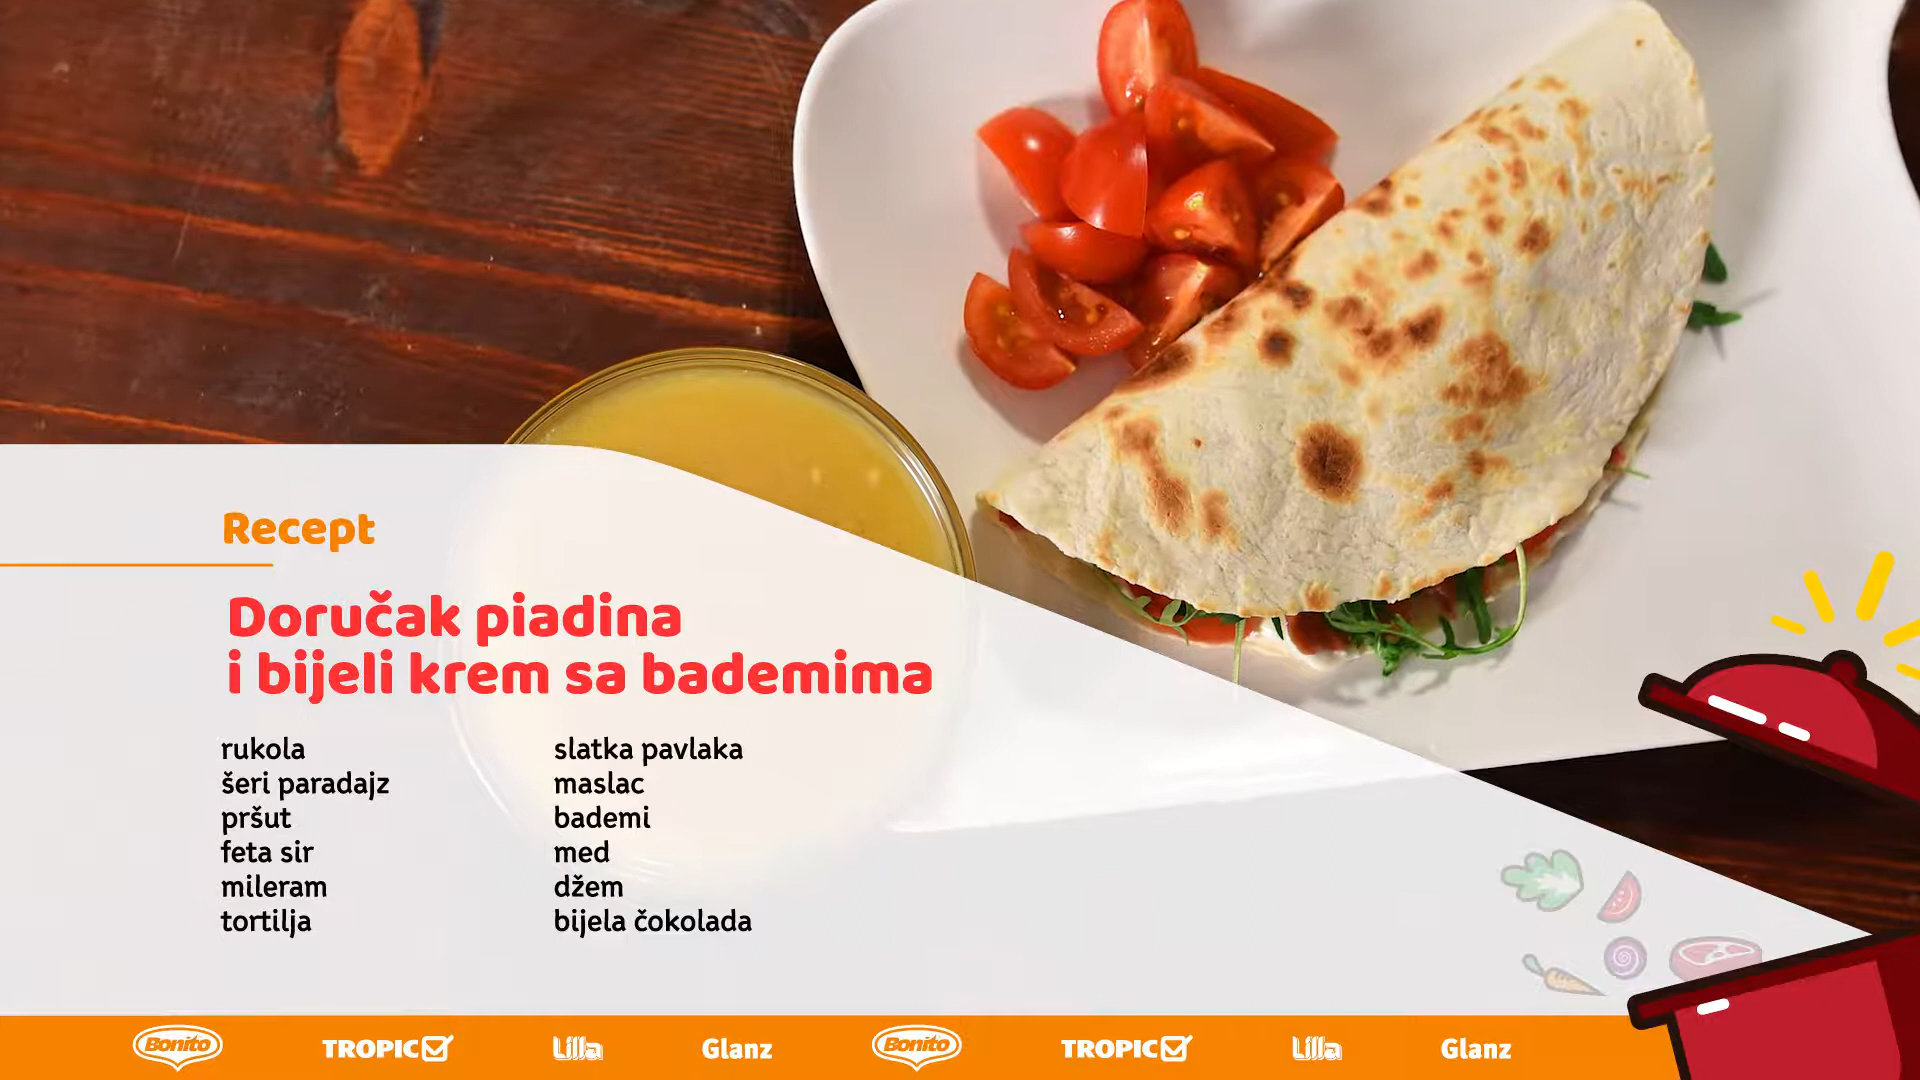 Recept
Doručak piadina
i bijeli krem sa bademima
rukola
šeri paradajz
pršut
feta sir
mileram
tortilja
slatka pavlaka
maslac
bademi
med
džem
bijela čokolada
Bonito TROPIC Lilla Glanz Bonito TROPIC Lilla Glanz